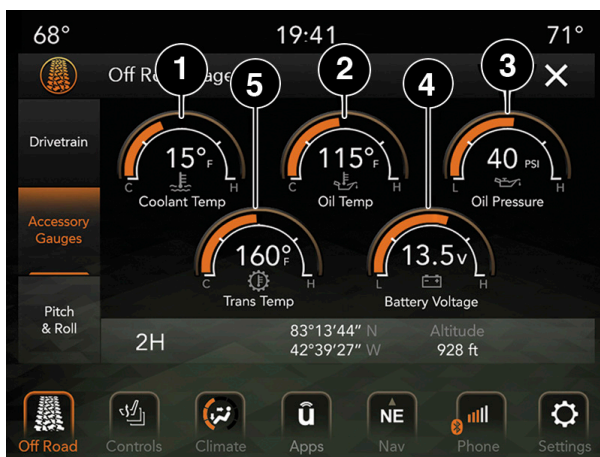 68° 19:41 71°
Off R
1 5 2 4 3
Drivetrain
Accessory
Gauges
Pitch
& Roll
15°F
C H
Coolant Temp
115°F
C H
Oil Temp
40 PSI
L H
Oil Pressure
160°F
C H
Trans Temp
13.5v
L H
Battery Voltage
2H
83°13'44" N
42°39'27" W
Altitude
928 ft
Off Road
Controls
Climate
û
Apps
NE
Nav
Phone
Settings